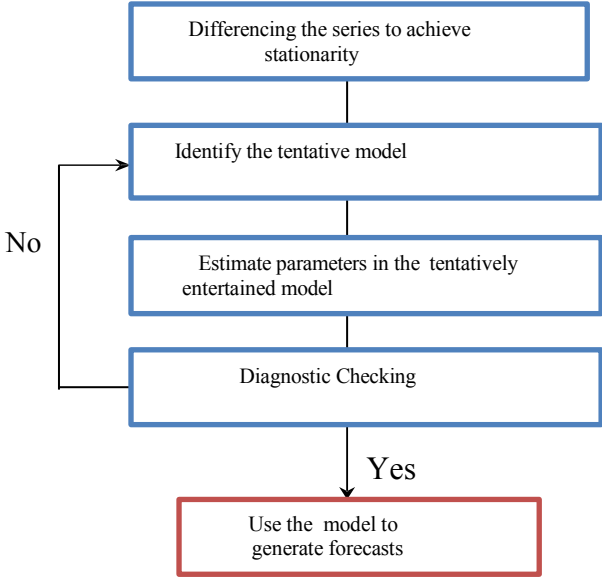 Differencing the series to achieve
stationarity
Identify the tentative model
No
Estimate parameters in the tentatively
entertained model
Diagnostic Checking
Yes
Use the model to
generate forecasts